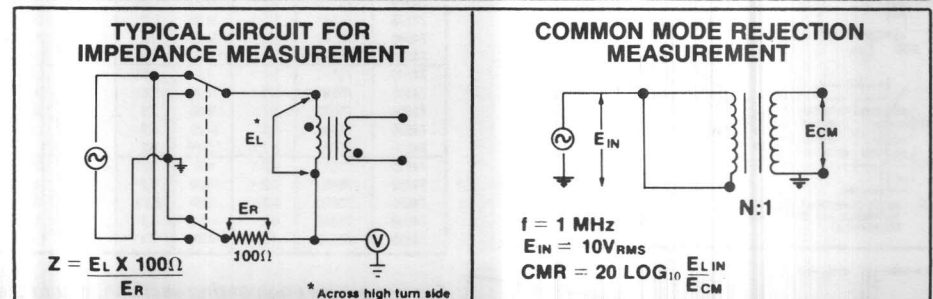 TYPICAL CIRCUIT FOR
IMPEDANCE MEASUREMENT
*
EL
ER
100Ω
V
Z = EL X 100Ω
ER
* Across high turn side
COMMON MODE REJECTION
MEASUREMENT
EIN
ECM
N:1
f = 1 MHz
EIN = 10VRMS
CMR = 20 LOG10 EL IN
ECM